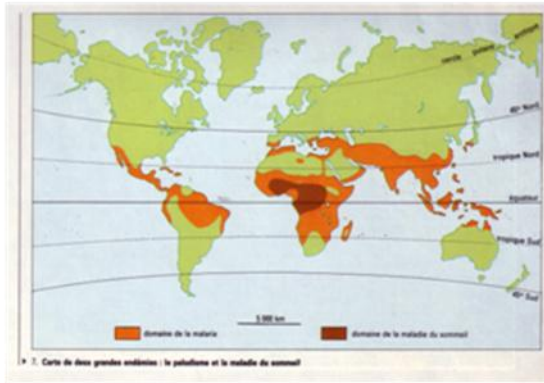 cercle polaire arctique
40° Nord
tropique Nord
équateur
tropique Sud
40° Sud
5 000 km
domaine de la malaria
domaine de la maladie du sommeil
7. Carte de deux grandes endémies : le paludisme et la maladie du sommeil